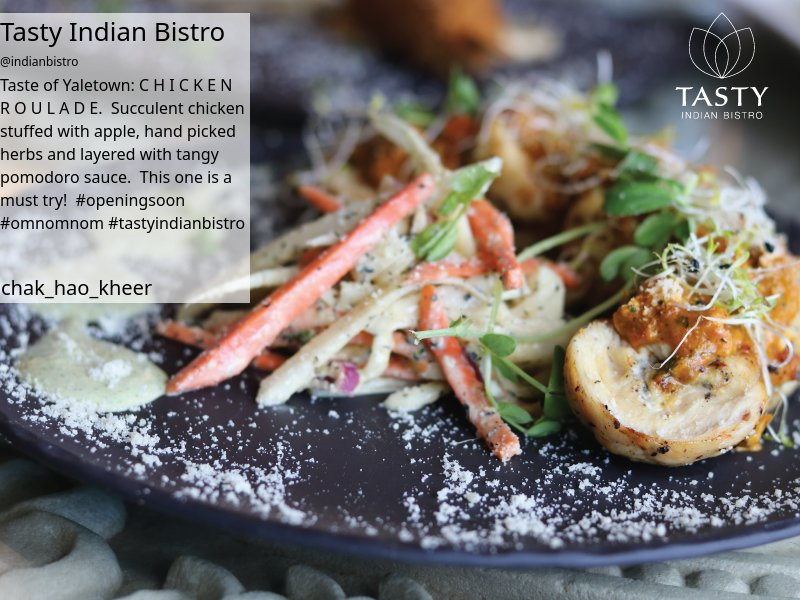 Tasty Indian Bistro
@indianbistro
Taste of Yaletown: C H I C K E N
R O U L A D E.  Succulent chicken
stuffed with apple, hand picked
herbs and layered with tangy
pomodoro sauce.  This one is a
must try!  #openingsoon
#omnomnom #tastyindianbistro
chak_hao_kheer
TASTY
INDIAN BISTRO